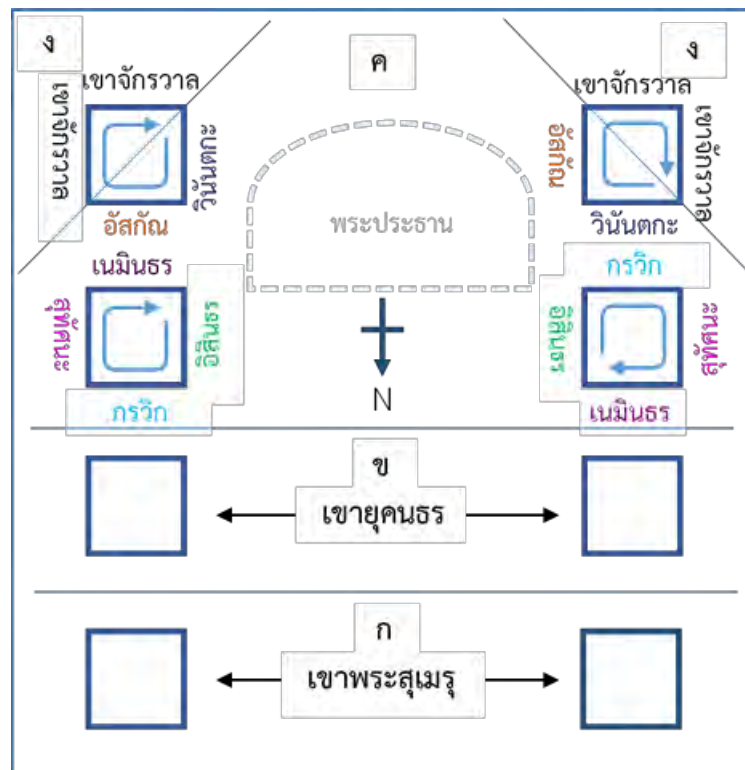 ง
ค
ง
เขาจักรวาล
เขาจักรวาล
วินันตกะ
อัสกัณ
เขาจักรวาล
อัสกัณ
เขาจักรวาล
วินันตกะ
พระประธาน
เนมินธร
สุทัศนะ
อิสินธร
กรวิก
กรวิก
อิสินธร
สุทัศนะ
เนมินธร
N
ข
เขายุคนธร
ก
เขาพระสุเมรุ